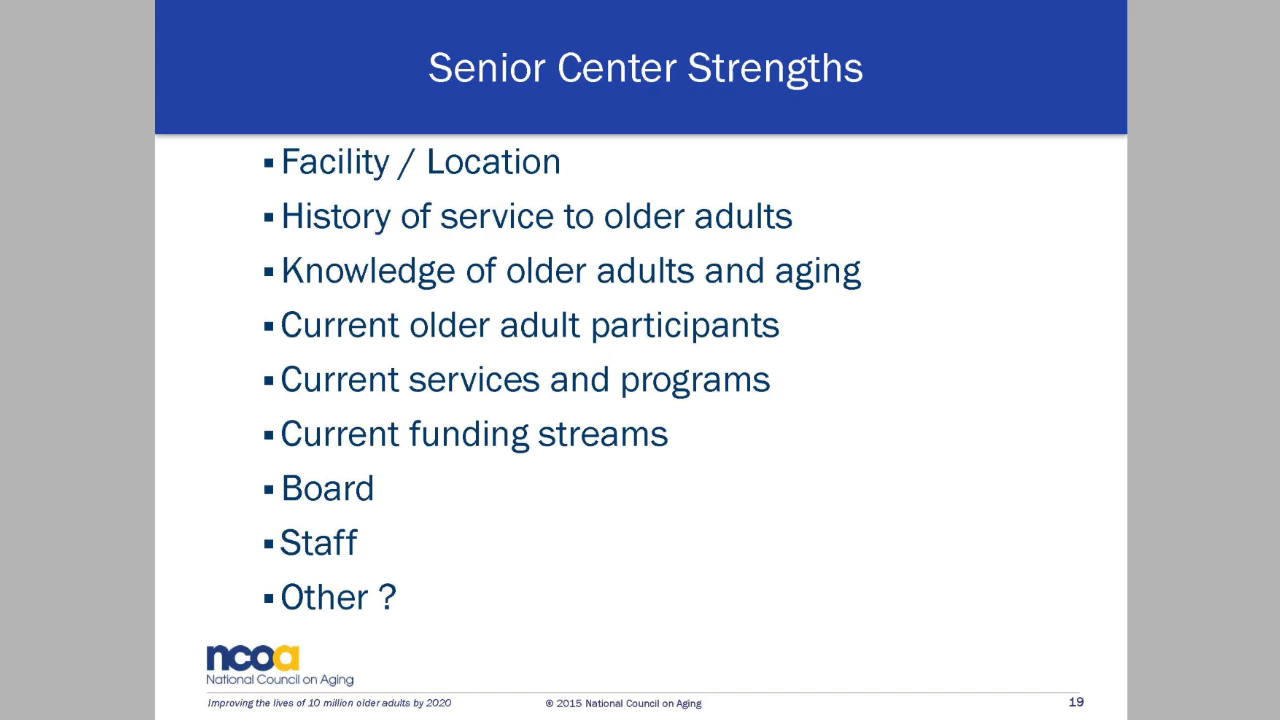 Senior Center Strengths
▪ Facility / Location
▪ History of service to older adults
▪ Knowledge of older adults and aging
▪ Current older adult participants
▪ Current services and programs
▪ Current funding streams
▪ Board
▪ Staff
▪ Other ?
ncoa
National Council on Aging
Improving the lives of 10 million older adults by 2020
© 2015 National Council on Aging
19